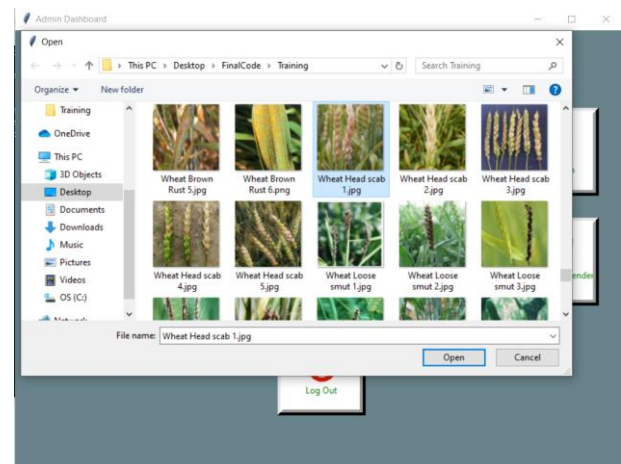 Admin Dashboard
Open
This PC > Desktop > FinalCode > Training
Search Training
Organize
New folder
Training
OneDrive
This PC
3D Objects
Desktop
Documents
Downloads
Music
Pictures
Videos
OS (C:)
Wheat Brown
Rust 5.jpg
Wheat Brown
Rust 6.png
Wheat Head scab
1.jpg
Wheat Head scab
2.jpg
Wheat Head scab
3.jpg
Wheat Head scab
4.jpg
Wheat Head scab
5.jpg
Wheat Loose
smut 1.jpg
Wheat Loose
smut 2.jpg
Wheat Loose
smut 3.jpg
File name: Wheat Head scab 1.jpg
Open
Cancel
Log Out